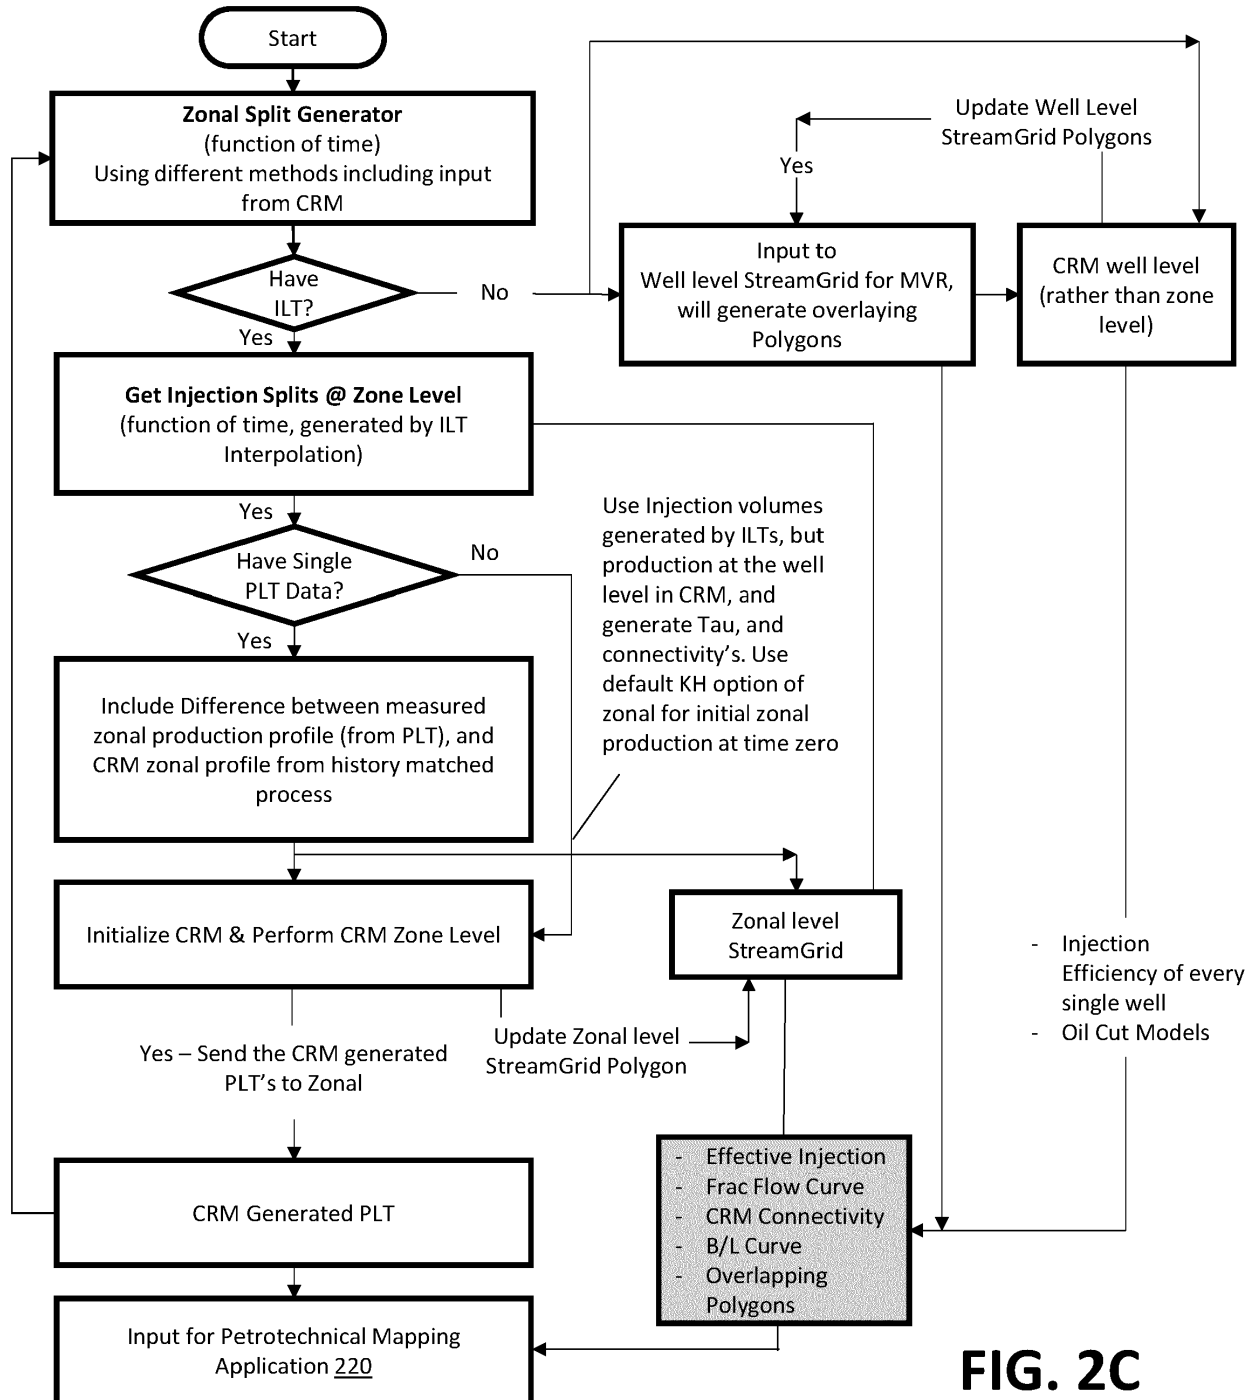 Start
Zonal Split Generator
(function of time)
Using different methods including input
from CRM
Have
ILT?
No
Yes
Update Well Level
StreamGrid Polygons
Yes
Input to
Well level StreamGrid for MVR,
will generate overlaying
Polygons
CRM well level
(rather than zone
level)
Get Injection Splits @ Zone Level
(function of time, generated by ILT
Interpolation)
Yes
Have Single
PLT Data?
No
Yes
Use Injection volumes
generated by ILTs, but
production at the well
level in CRM, and
generate Tau, and
connectivity's. Use
default KH option of
zonal for initial zonal
production at time zero
Include Difference between measured
zonal production profile (from PLT), and
CRM zonal profile from history matched
process
Initialize CRM & Perform CRM Zone Level
Zonal level
StreamGrid
- Injection
Efficiency of every
single well
- Oil Cut Models
Update Zonal level
StreamGrid Polygon
Yes – Send the CRM generated
PLT's to Zonal
CRM Generated PLT
- Effective Injection
- Frac Flow Curve
- CRM Connectivity
- B/L Curve
- Overlapping
Polygons
Input for Petrotechnical Mapping
Application 220
FIG. 2C